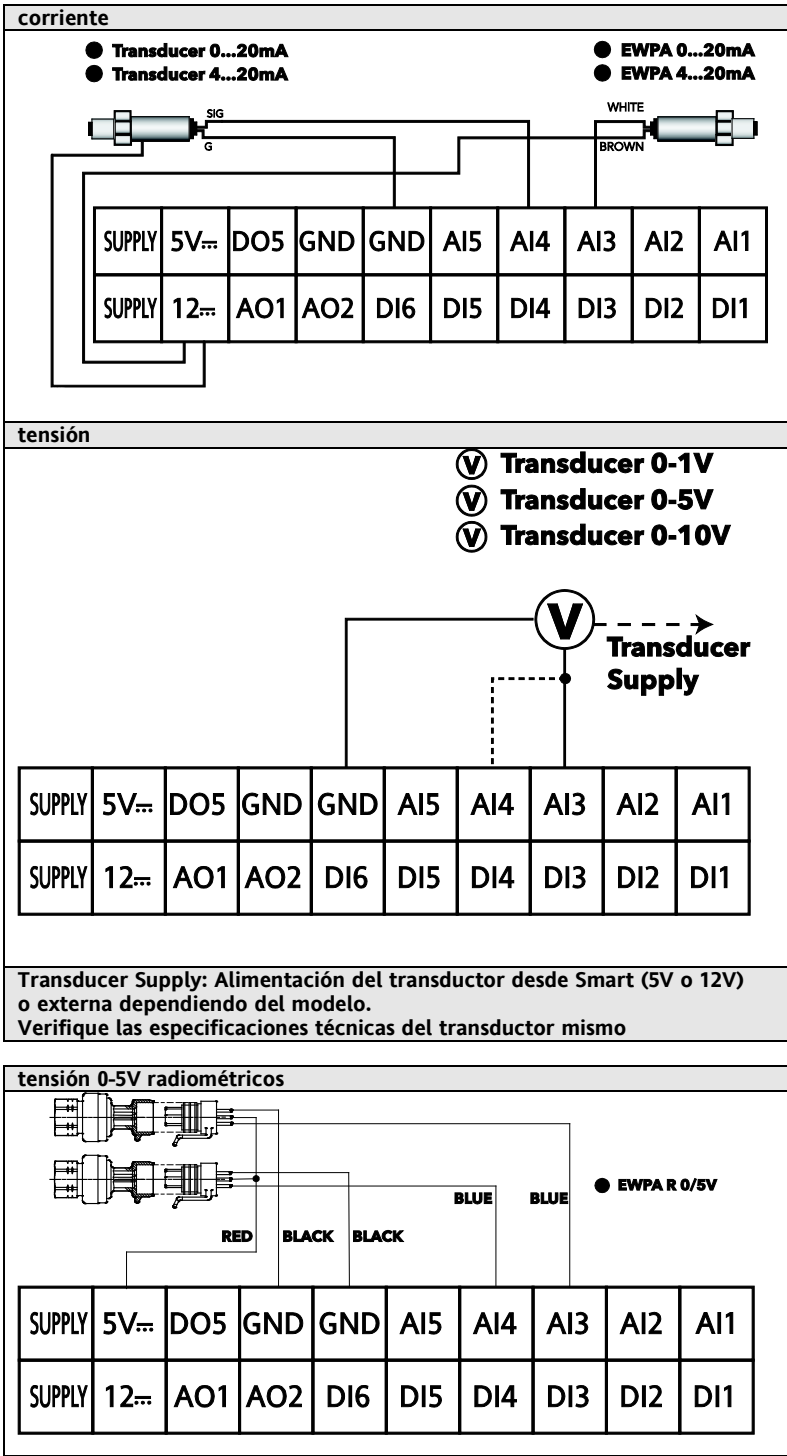 corriente
● Transducer 0...20mA
● Transducer 4...20mA
● EWPA 0...20mA
● EWPA 4...20mA
SIG
G
WHITE
BROWN
SUPPLY 5V⎓ DO5 GND GND AI5 AI4 AI3 AI2 AI1
SUPPLY 12⎓ AO1 AO2 DI6 DI5 DI4 DI3 DI2 DI1
tensión
V Transducer 0-1V
V Transducer 0-5V
V Transducer 0-10V
V
Transducer
Supply
SUPPLY 5V⎓ DO5 GND GND AI5 AI4 AI3 AI2 AI1
SUPPLY 12⎓ AO1 AO2 DI6 DI5 DI4 DI3 DI2 DI1
Transducer Supply: Alimentación del transductor desde Smart (5V o 12V)
o externa dependiendo del modelo.
Verifique las especificaciones técnicas del transductor mismo
tensión 0-5V radiométricos
● EWPA R 0/5V
BLUE BLUE
RED BLACK BLACK
SUPPLY 5V⎓ DO5 GND GND AI5 AI4 AI3 AI2 AI1
SUPPLY 12⎓ AO1 AO2 DI6 DI5 DI4 DI3 DI2 DI1